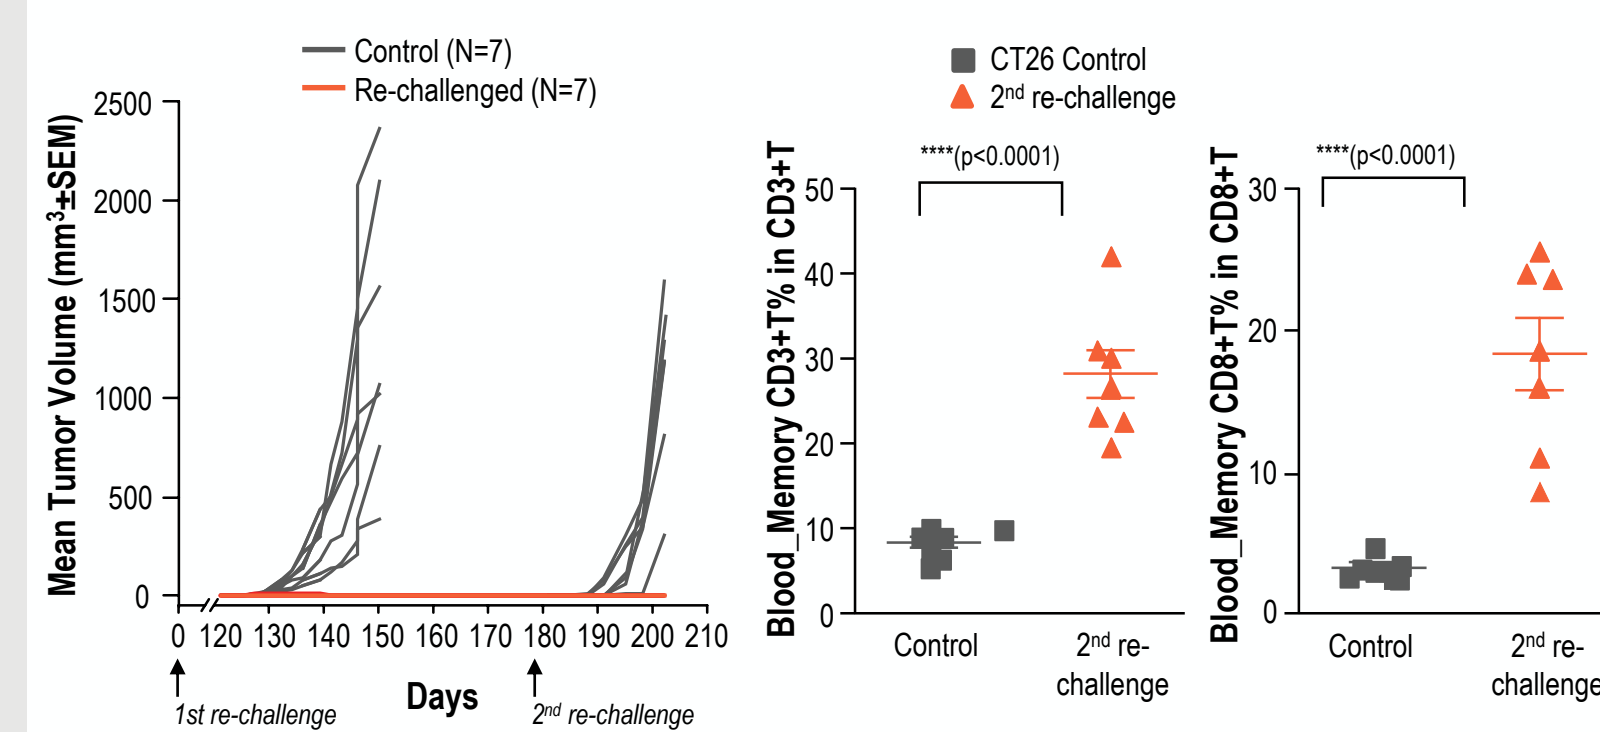 Control (N=7)
Re-challenged (N=7)
Mean Tumor Volume (mm³±SEM)
2500
2000
1500
1000
500
0
0 120 130 140 150 160 170 180 190 200 210
Days
1st re-challenge
2nd re-challenge
CT26 Control
2nd re-challenge
****(p<0.0001)
Blood_Memory CD3+T% in CD3+T
50
40
30
20
10
0
Control
2nd re-
challenge
****(p<0.0001)
Blood_Memory CD8+T% in CD8+T
30
20
10
0
Control
2nd re-
challenge